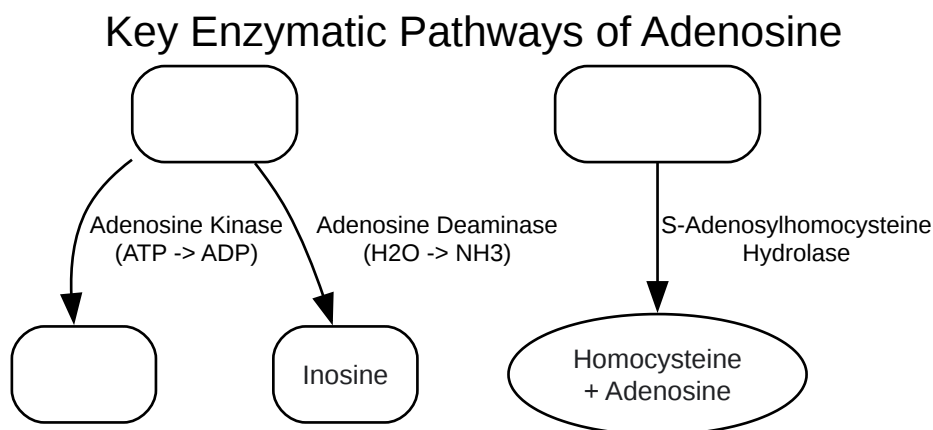 Key Enzymatic Pathways of Adenosine
Adenosine Kinase
(ATP -> ADP)
Adenosine Deaminase
(H2O -> NH3)
S-Adenosylhomocysteine
Hydrolase
Inosine
Homocysteine
+ Adenosine